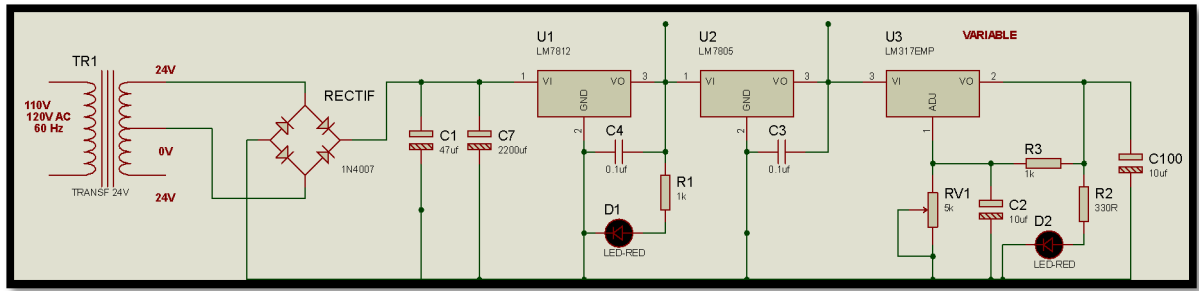 TR1
24V
110V
120V AC
60 Hz
0V
24V
TRANSF 24V
RECTIF
1N4007
C1
47uf
C7
2200uf
U1
LM7812
1
VI
VO
3
GND
2
C4
0.1uf
R1
1k
D1
LED-RED
U2
LM7805
1
VI
VO
3
GND
2
C3
0.1uf
U3
LM317EMP
VARIABLE
3
VI
VO
2
ADJ
1
RV1
5k
C2
10uf
R3
1k
R2
330R
D2
LED-RED
C100
10uf